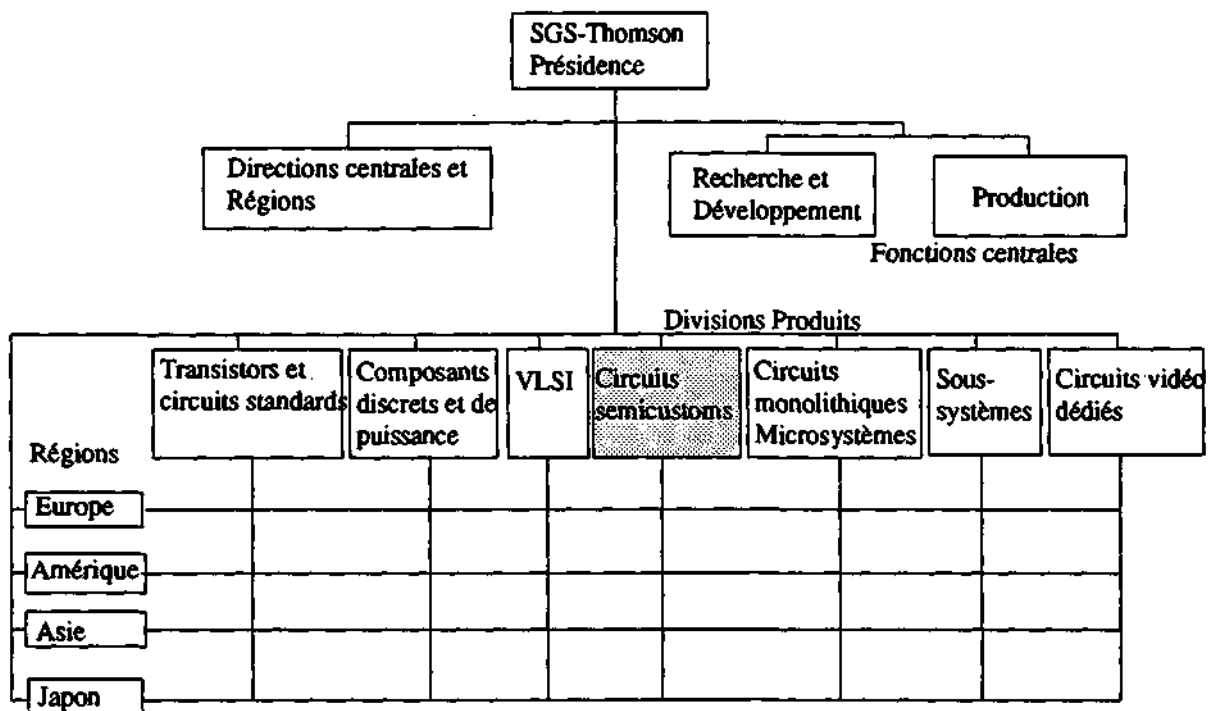 SGS-Thomson
Présidence
Directions centrales et
Régions
Recherche et
Développement
Production
Fonctions centrales
Divisions Produits
Transistors et
circuits standards
Composants
discrets et de
puissance
VLSI
Circuits
semicustoms
Circuits
monolithiques
Microsystèmes
Sous-
systèmes
Circuits vidéo
dédiés
Régions
Europe
Amérique
Asie
Japon